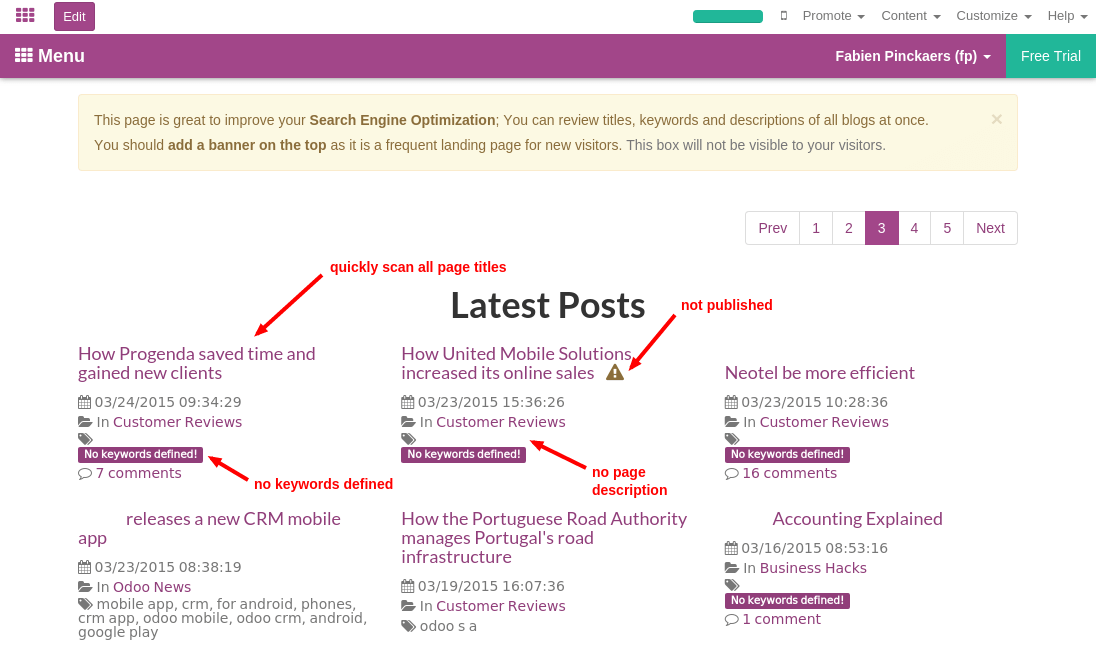 Edit
Promote Content Customize Help
Menu
Fabien Pinckaers (fp)
Free Trial
This page is great to improve your Search Engine Optimization; You can review titles, keywords and descriptions of all blogs at once.
You should add a banner on the top as it is a frequent landing page for new visitors. This box will not be visible to your visitors.
×
Prev 1 2 3 4 5 Next
quickly scan all page titles
Latest Posts
not published
How Progenda saved time and
gained new clients
03/24/2015 09:34:29
In Customer Reviews
No keywords defined!
7 comments
no keywords defined
How United Mobile Solutions
increased its online sales
03/23/2015 15:36:26
In Customer Reviews
No keywords defined!
no page
description
Neotel be more efficient
03/23/2015 10:28:36
In Customer Reviews
No keywords defined!
16 comments
releases a new CRM mobile
app
03/23/2015 08:38:19
In Odoo News
mobile app, crm, for android, phones,
crm app, odoo mobile, odoo crm, android,
google play
How the Portuguese Road Authority
manages Portugal's road
infrastructure
03/19/2015 16:07:36
In Customer Reviews
odoo s a
Accounting Explained
03/16/2015 08:53:16
In Business Hacks
No keywords defined!
1 comment